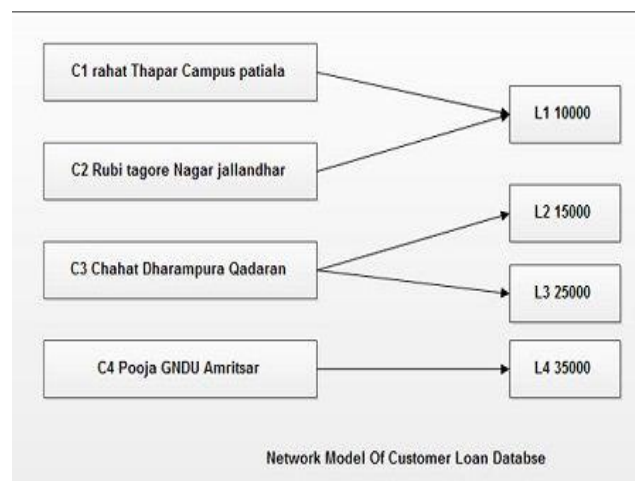 C1 rahat Thapar Campus patiala
L1 10000
C2 Rubi tagore Nagar jallandhar
L2 15000
C3 Chahat Dharampura Qadaran
L3 25000
C4 Pooja GNDU Amritsar
L4 35000
Network Model Of Customer Loan Databse